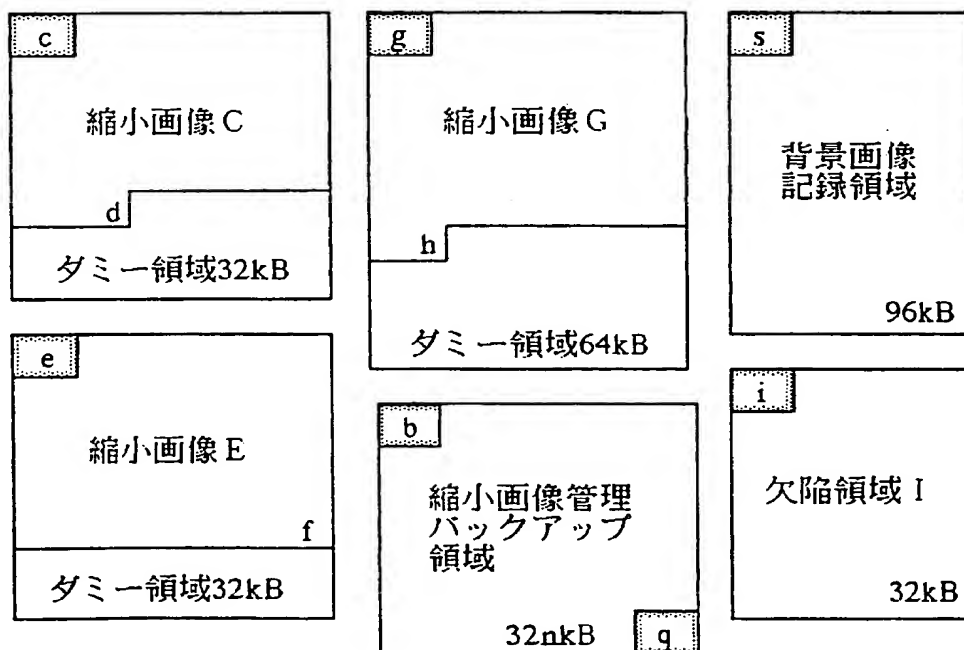 c
縮小画像C
d
ダミー領域32kB
e
縮小画像E
f
ダミー領域32kB
g
縮小画像G
h
ダミー領域64kB
b
縮小画像管理
バックアップ
領域
32nkB
q
s
背景画像
記録領域
96kB
i
欠陥領域I
32kB